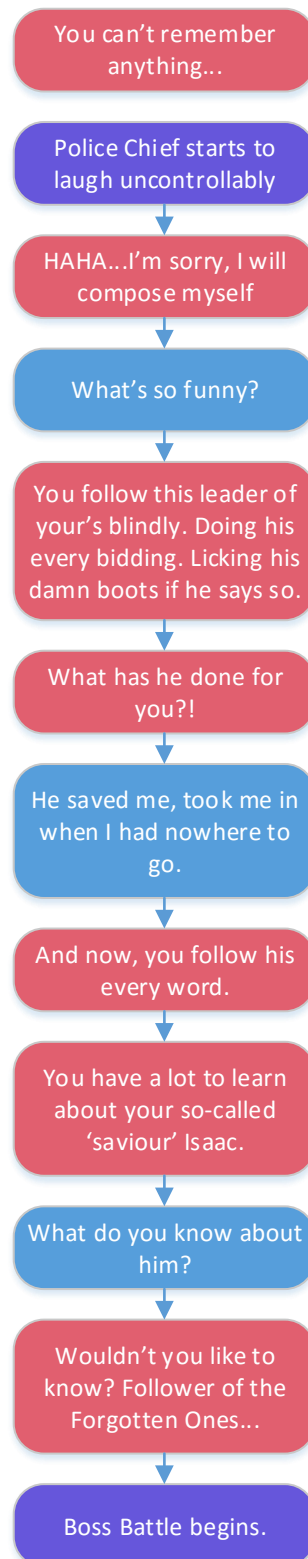 You can't remember
anything...
Police Chief starts to
laugh uncontrollably
HAHA...I'm sorry, I will
compose myself
What's so funny?
You follow this leader of
your's blindly. Doing his
every bidding. Licking his
damn boots if he says so.
What has he done for
you?!
He saved me, took me in
when I had nowhere to
go.
And now, you follow his
every word.
You have a lot to learn
about your so-called
‘saviour’ Isaac.
What do you know about
him?
Wouldn't you like to
know? Follower of the
Forgotten Ones...
Boss Battle begins.